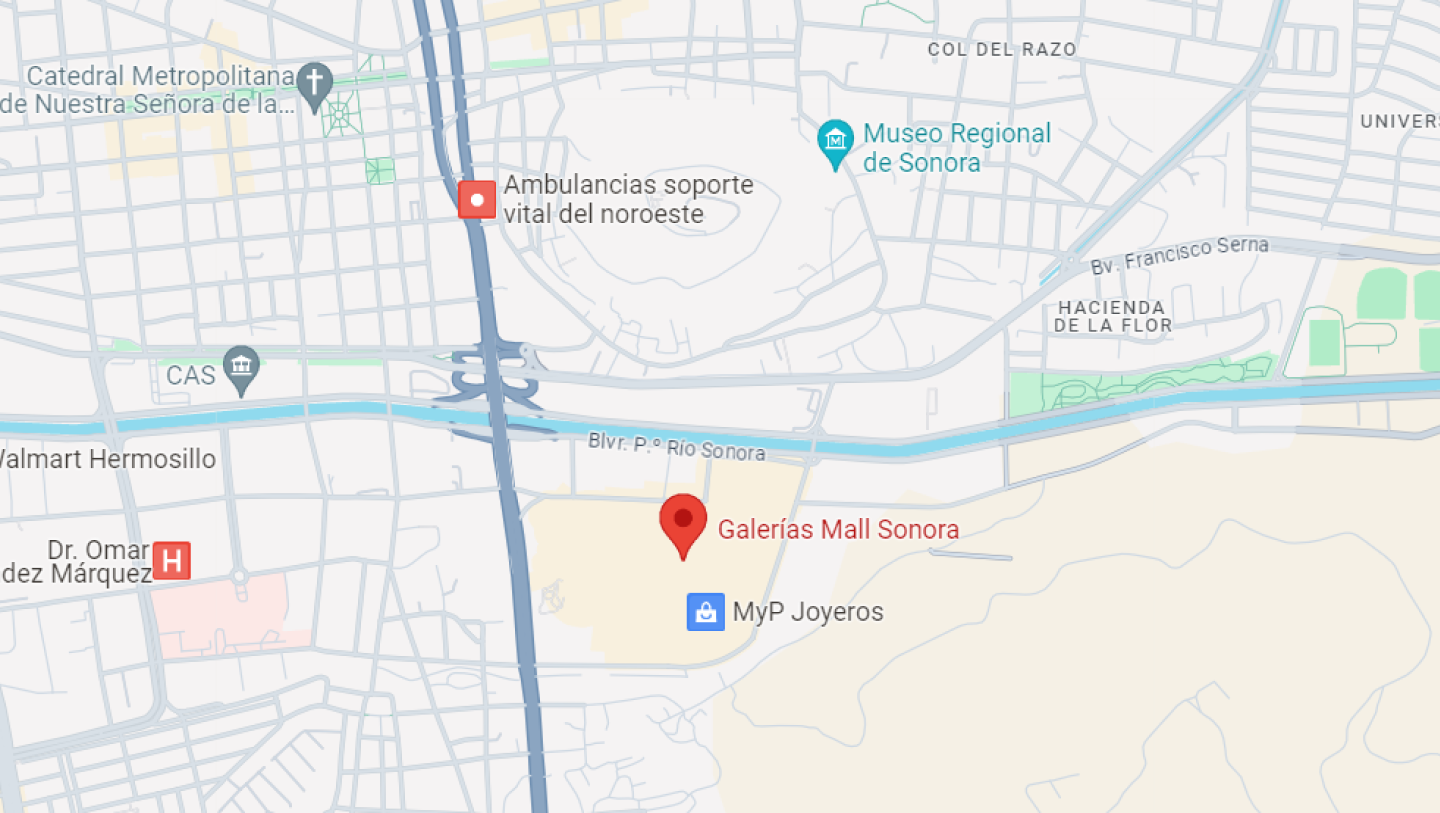 COL DEL RAZO
Catedral Metropolitana
de Nuestra Señora de la...
UNIVER
Museo Regional
de Sonora
Ambulancias soporte
vital del noroeste
Bv. Francisco Serna
HACIENDA
DE LA FLOR
CAS
Blvr. P.º Río Sonora
Walmart Hermosillo
Galerías Mall Sonora
Dr. Omar
dez Márquez
H
MyP Joyeros